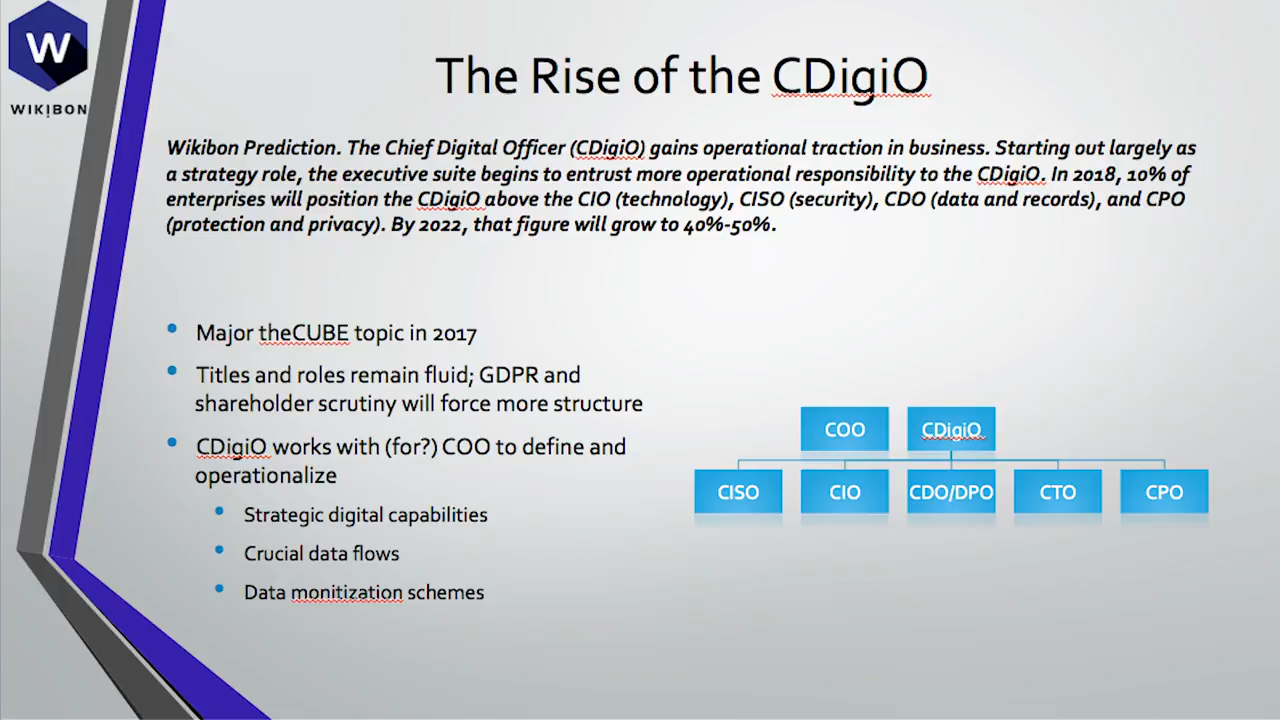 W
WIKIBON
The Rise of the CDigiO
Wikibon Prediction. The Chief Digital Officer (CDigiO) gains operational traction in business. Starting out largely as
a strategy role, the executive suite begins to entrust more operational responsibility to the CDigiO. In 2018, 10% of
enterprises will position the CDigiO above the CIO (technology), CISO (security), CDO (data and records), and CPO
(protection and privacy). By 2022, that figure will grow to 40%-50%.
• Major theCUBE topic in 2017
• Titles and roles remain fluid; GDPR and
shareholder scrutiny will force more structure
• CDigiO works with (for?) COO to define and
operationalize
• Strategic digital capabilities
• Crucial data flows
• Data monitization schemes
COO CDigiO
CISO CIO CDO/DPO CTO CPO